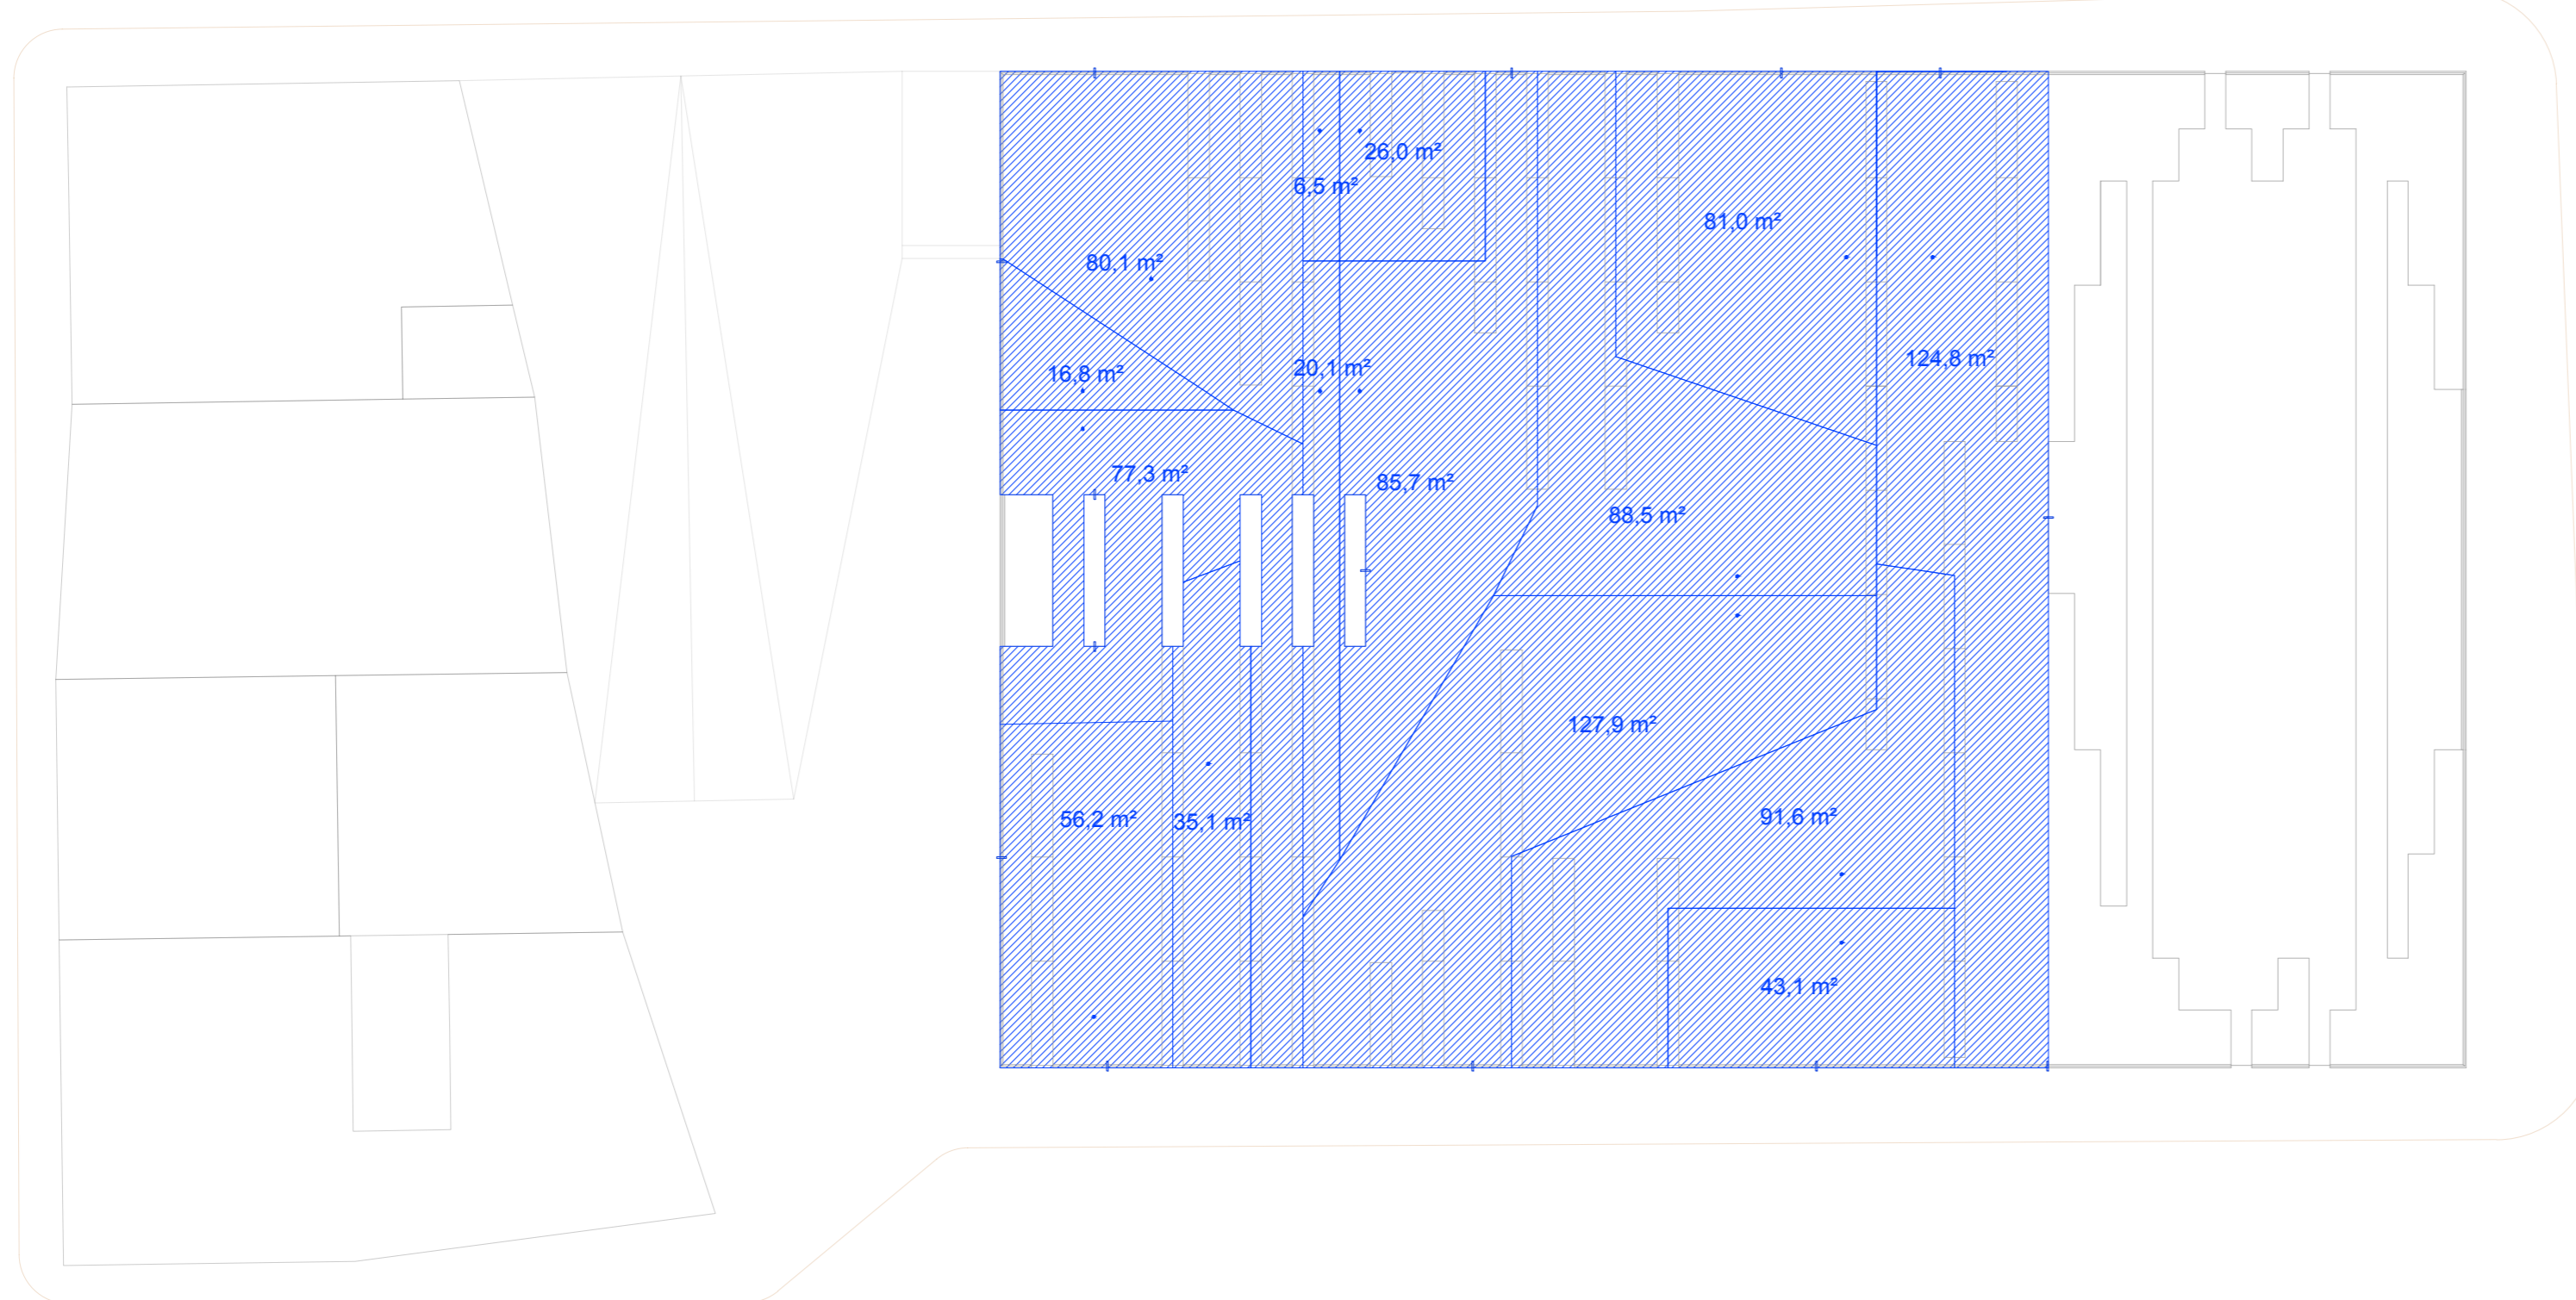 26,0 m²
6,5 m²
81,0 m²
80,1 m²
124,8 m²
16,8 m²
20,1 m²
77,3 m²
85,7 m²
88,5 m²
127,9 m²
56,2 m²
35,1 m²
91,6 m²
43,1 m²